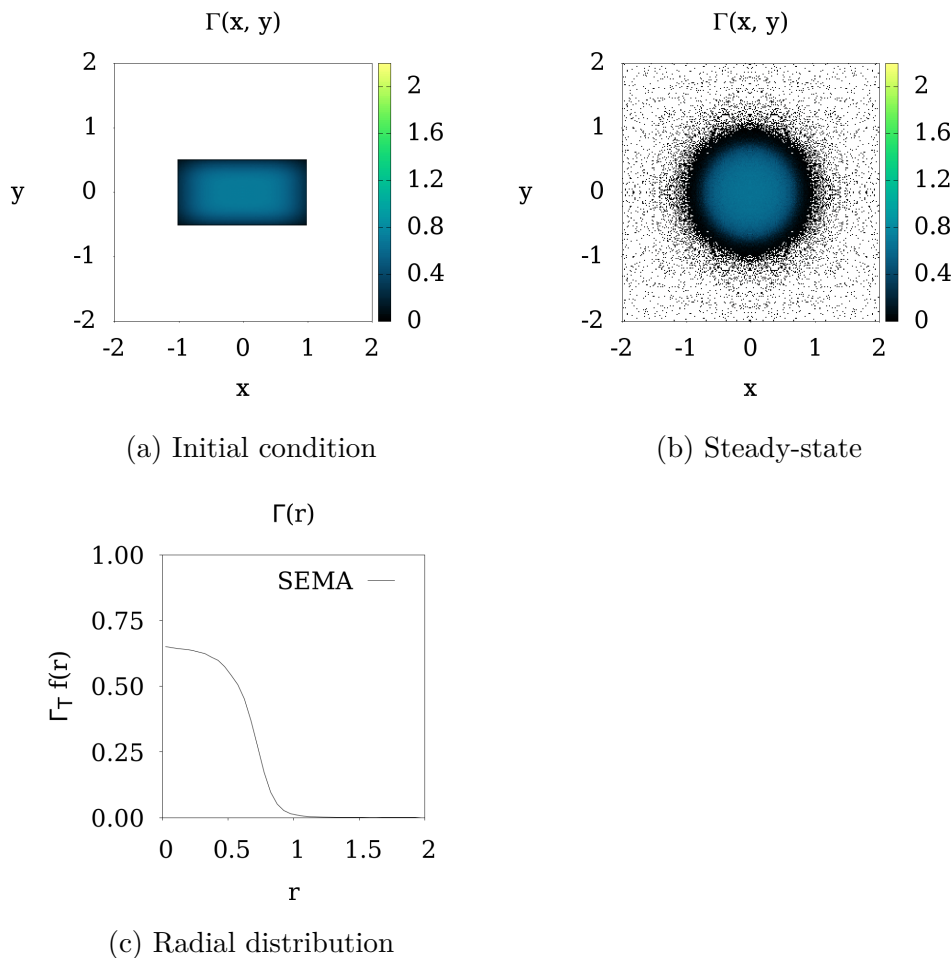 Γ(x, y)
2
1
0
-1
-2
y
-2 -1 0 1 2
x
2
1.6
1.2
0.8
0.4
0
(a) Initial condition
Γ(x, y)
2
1
0
-1
-2
y
-2 -1 0 1 2
x
2
1.6
1.2
0.8
0.4
0
(b) Steady-state
Γ(r)
1.00
0.75
0.50
0.25
0.00
Γ_T f(r)
SEMA
0 0.5 1 1.5 2
r
(c) Radial distribution